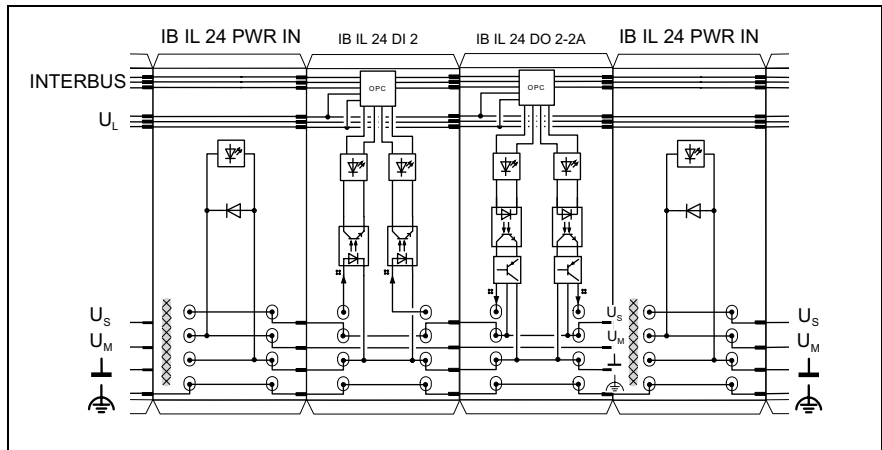 IB IL 24 PWR IN IB IL 24 DI 2 IB IL 24 DO 2-2A IB IL 24 PWR IN
INTERBUS
OPC OPC
UL
US US US
UM UM UM